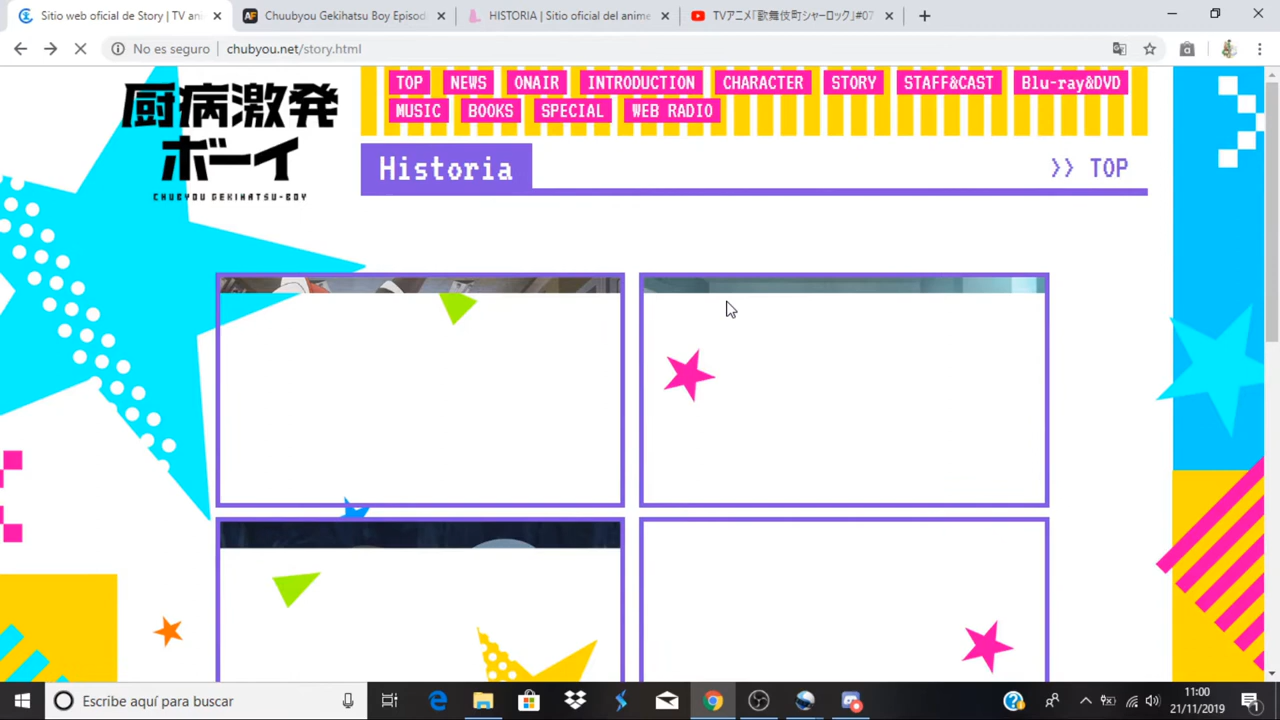 Sitio web oficial de Story | TV an
Chuubyou Gekihatsu Boy Episod
HISTORIA | Sitio oficial del anime
TVアニメ「歌舞伎町シャーロック」#07
No es seguro
chubyou.net/story.html
厨病激発
ボーイ
CHUBYOU GEKIHATSU-BOY
TOP NEWS ONAIR INTRODUCTION CHARACTER STORY STAFF&CAST Blu-ray&DVD
MUSIC BOOKS SPECIAL WEB RADIO
Historia
>> TOP
Escribe aquí para buscar
11:00
21/11/2019